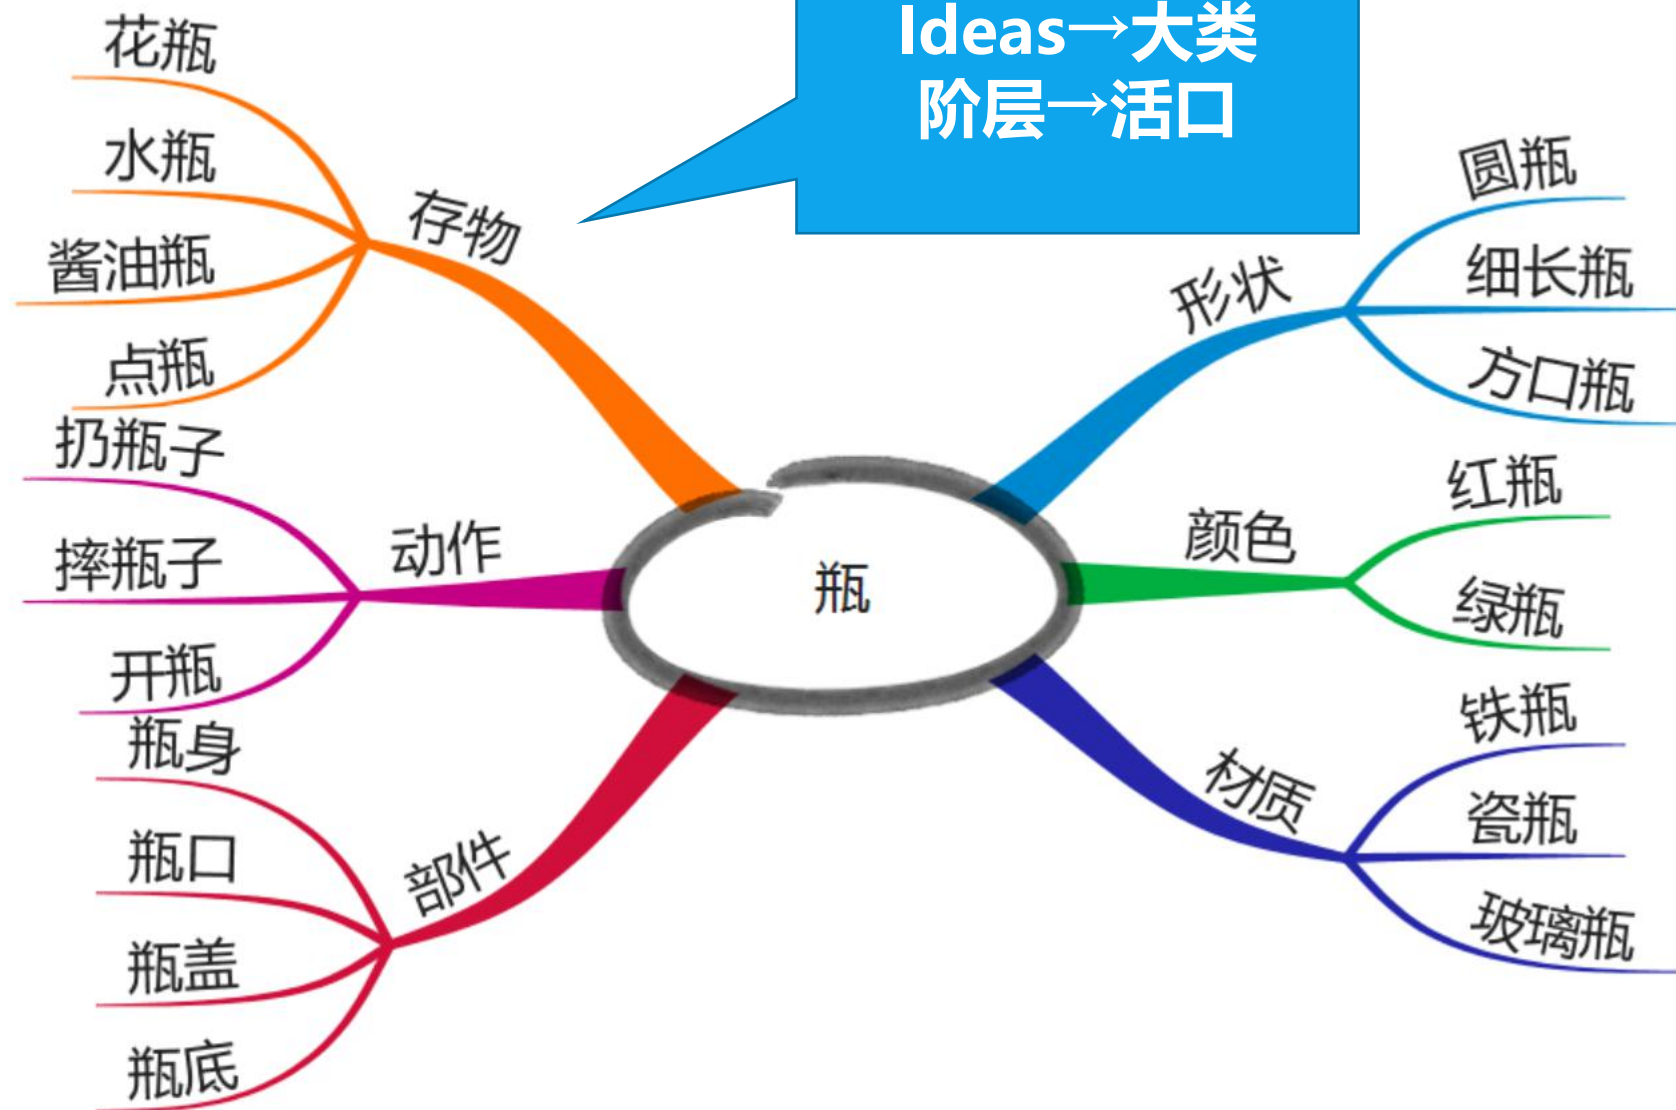 Ideas→大类
阶层→活口
瓶
存物
花瓶
水瓶
酱油瓶
点瓶
动作
扔瓶子
摔瓶子
开瓶
部件
瓶身
瓶口
瓶盖
瓶底
形状
圆瓶
细长瓶
方口瓶
颜色
红瓶
绿瓶
材质
铁瓶
瓷瓶
玻璃瓶